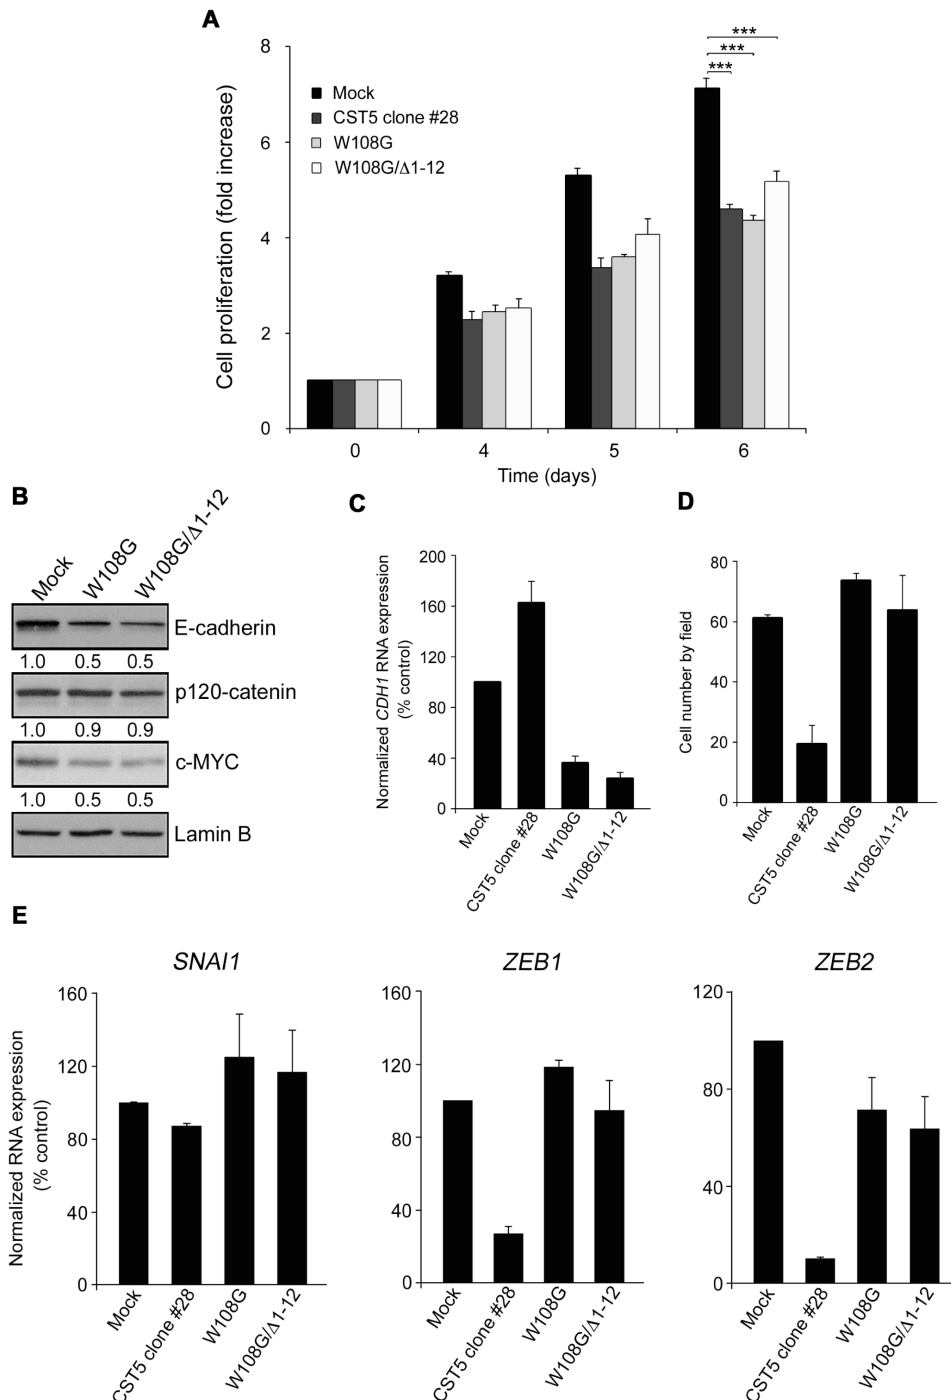 A
8
6
4
2
0
Cell proliferation (fold increase)
Mock
CST5 clone #28
W108G
W108G/Δ1-12
***
***
***
0 4 5 6
Time (days)
B
Mock W108G W108G/Δ1-12
E-cadherin
1.0 0.5 0.5
p120-catenin
1.0 0.9 0.9
c-MYC
1.0 0.5 0.5
Lamin B
C
Normalized CDH1 RNA expression
(% control)
200
160
120
80
40
0
Mock CST5 clone #28 W108G W108G/Δ1-12
D
Cell number by field
80
60
40
20
0
Mock CST5 clone #28 W108G W108G/Δ1-12
E
SNAI1
Normalized RNA expression
(% control)
160
120
80
40
0
Mock CST5 clone #28 W108G W108G/Δ1-12
ZEB1
160
120
80
40
0
Mock CST5 clone #28 W108G W108G/Δ1-12
ZEB2
120
80
40
0
Mock CST5 clone #28 W108G W108G/Δ1-12